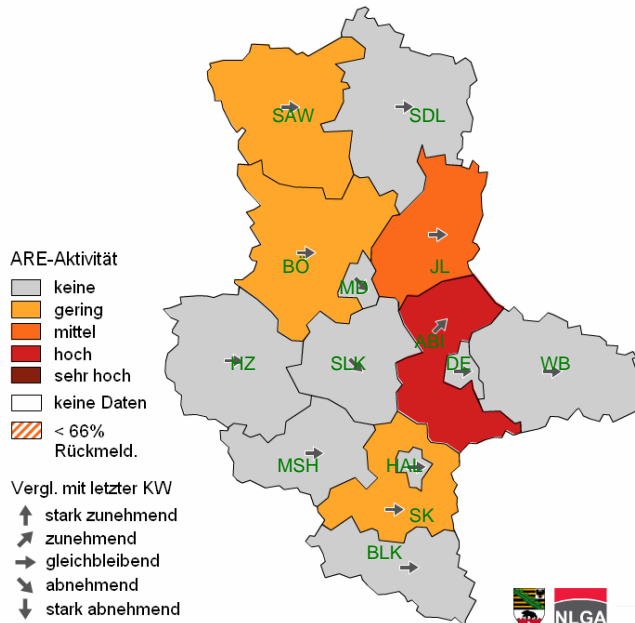 SAW
SDL
BÖ
MD
JL
ARE-Aktivität
keine
gering
mittel
hoch
sehr hoch
keine Daten
< 66%
Rückmeld.
HZ
SLK
ABI
DE
WB
MSH
HAL
SK
BLK
Vergl. mit letzter KW
stark zunehmend
zunehmend
gleichbleibend
abnehmend
stark abnehmend
NLGA